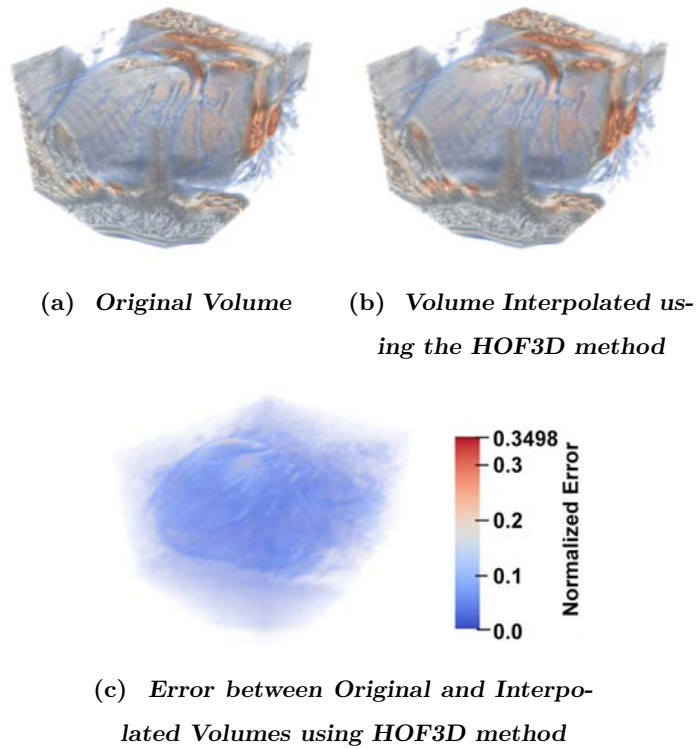 (a) Original Volume
(b) Volume Interpolated us-
ing the HOF3D method
0.3498
0.3
0.2
0.1
0.0
Normalized Error
(c) Error between Original and Interpo-
lated Volumes using HOF3D method